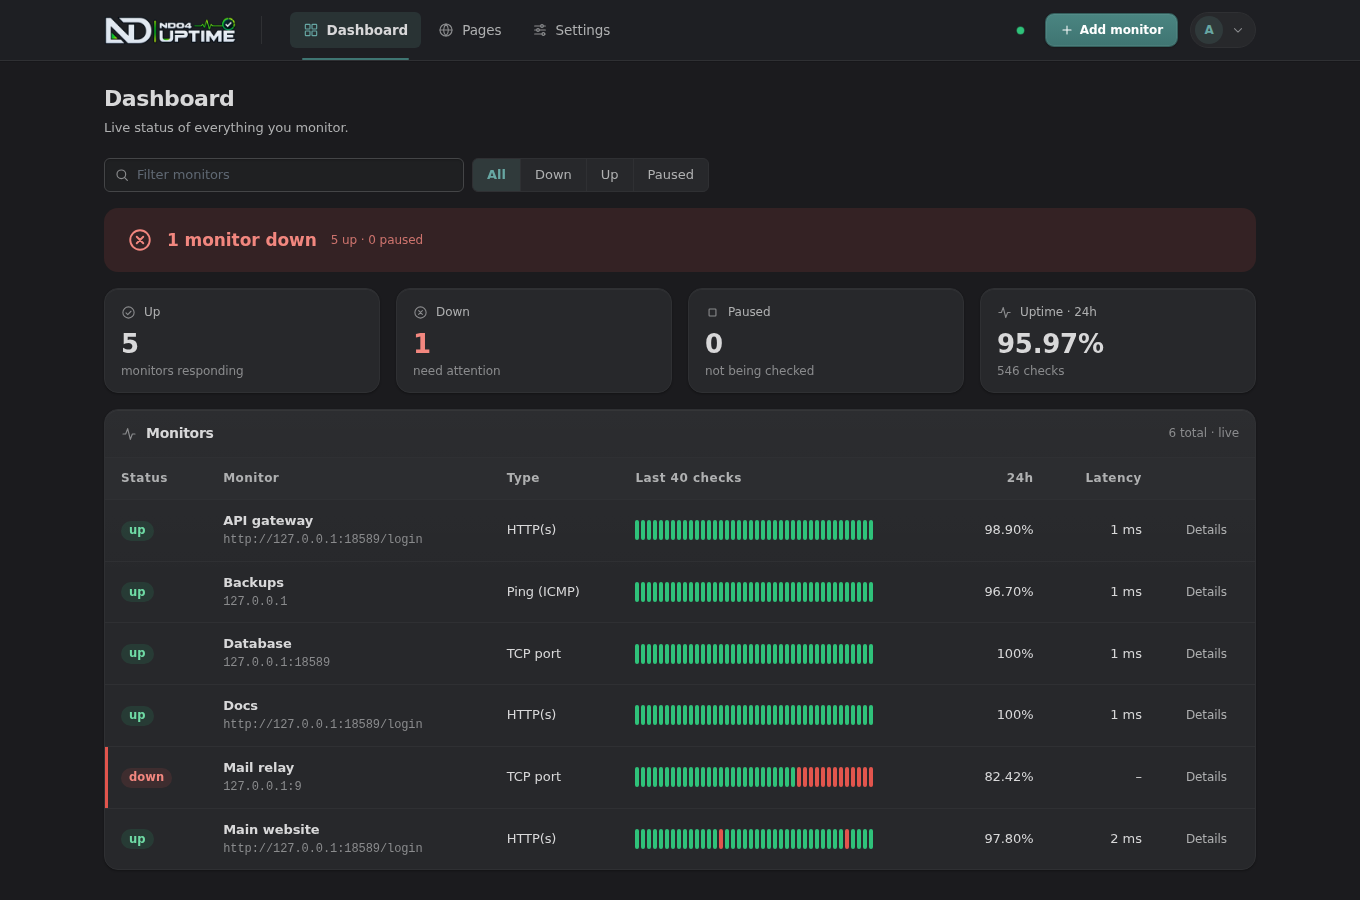 ND NDO4 UPTIME
Dashboard
Pages
Settings
Add monitor
A
Dashboard
Live status of everything you monitor.
Filter monitors
All
Down
Up
Paused
1 monitor down 5 up · 0 paused
Up
5
monitors responding
Down
1
need attention
Paused
0
not being checked
Uptime · 24h
95.97%
546 checks
Monitors
6 total · live
Status Monitor Type Last 40 checks 24h Latency
up API gateway HTTP(s) 98.90% 1 ms Details
http://127.0.0.1:18589/login
up Backups Ping (ICMP) 96.70% 1 ms Details
127.0.0.1
up Database TCP port 100% 1 ms Details
127.0.0.1:18589
up Docs HTTP(s) 100% 1 ms Details
http://127.0.0.1:18589/login
down Mail relay TCP port 82.42% – Details
127.0.0.1:9
up Main website HTTP(s) 97.80% 2 ms Details
http://127.0.0.1:18589/login